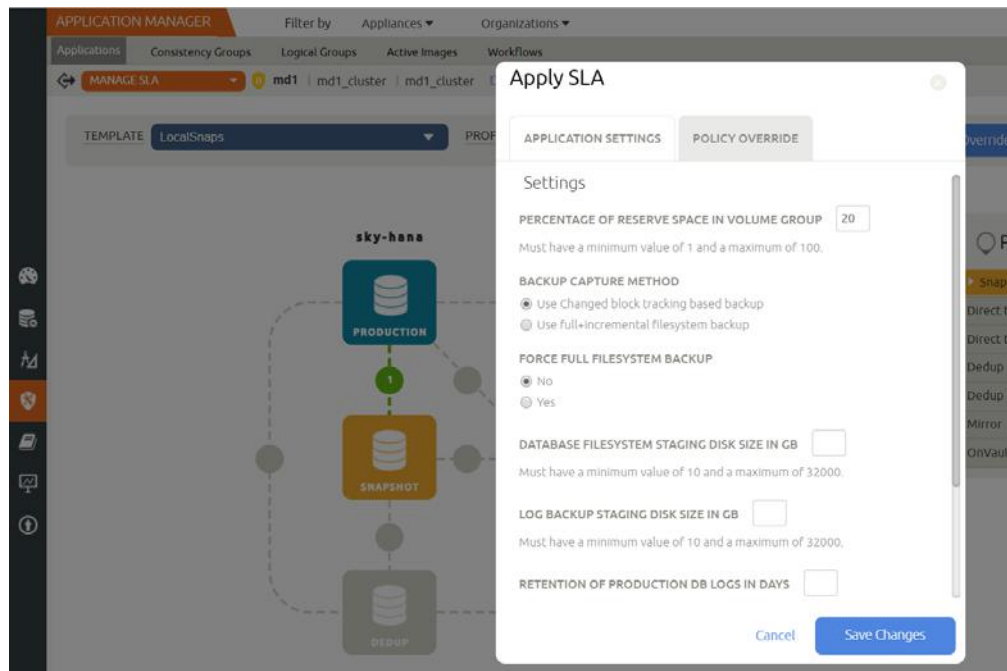 APPLICATION MANAGER
Filter by
Appliances
Organizations
Applications
Consistency Groups
Logical Groups
Active Images
Workflows
MANAGE SLA
md1
md1_cluster
md1_cluster
TEMPLATE
LocalSnaps
PROF
Override
sky-hana
PRODUCTION
1
SNAPSHOT
DEDUP
Apply SLA
APPLICATION SETTINGS
POLICY OVERRIDE
Settings
PERCENTAGE OF RESERVE SPACE IN VOLUME GROUP 20
Must have a minimum value of 1 and a maximum of 100.
BACKUP CAPTURE METHOD
Use Changed block tracking based backup
Use full+incremental filesystem backup
FORCE FULL FILESYSTEM BACKUP
No
Yes
DATABASE FILESYSTEM STAGING DISK SIZE IN GB
Must have a minimum value of 10 and a maximum of 32000.
LOG BACKUP STAGING DISK SIZE IN GB
Must have a minimum value of 10 and a maximum of 32000.
RETENTION OF PRODUCTION DB LOGS IN DAYS
Cancel
Save Changes
P
Snap
Direct
Direct
Dedup
Dedup
Mirror
OnVaul